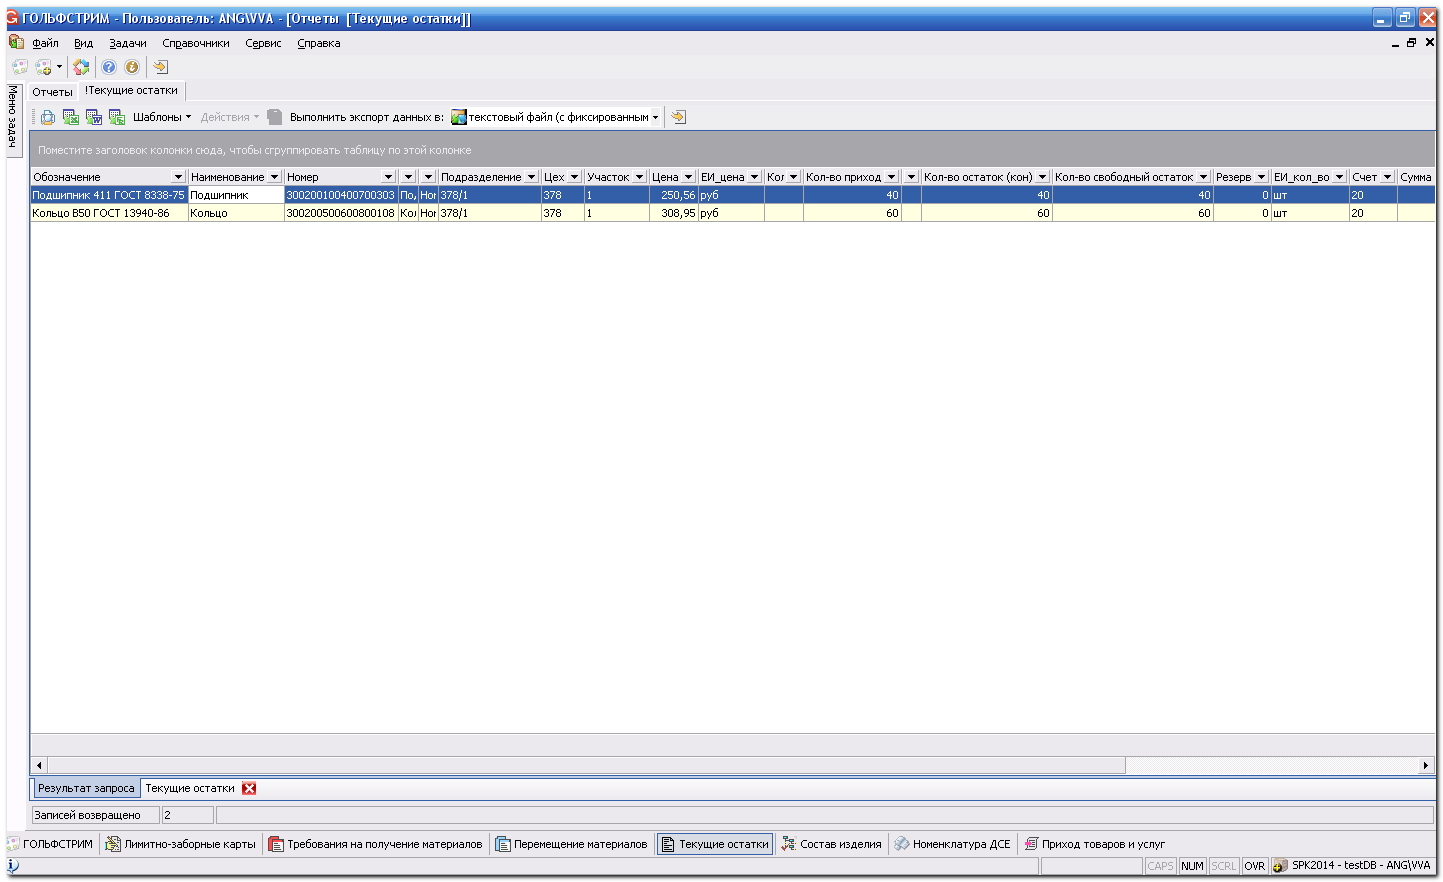 ГОЛЬФСТРИМ - Пользователь: ANG\VVA - [Отчеты [Текущие остатки]]
Файл Вид Задачи Справочники Сервис Справка
Меню задач
Отчеты !Текущие остатки
Шаблоны Действия Выполнить экспорт данных в: текстовый файл (с фиксированным
Поместите заголовок колонки сюда, чтобы сгруппировать таблицу по этой колонке
Обозначение Наименование Номер Подразделение Цех Участок Цена ЕИ_цена Кол Кол-во приход Кол-во остаток (кон) Кол-во свободный остаток Резерв ЕИ_кол_во Счет Сумма
Подшипник 411 ГОСТ 8338-75 Подшипник 300200100400700303 По Но 378/1 378 1 250,56 руб 40 40 40 0 шт 20
Кольцо В50 ГОСТ 13940-86 Кольцо 300200500600800108 Ко Но 378/1 378 1 308,95 руб 60 60 60 0 шт 20
Результат запроса Текущие остатки
Записей возвращено 2
ГОЛЬФСТРИМ Лимитно-заборные карты Требования на получение материалов Перемещение материалов Текущие остатки Состав изделия Номенклатура ДСЕ Приход товаров и услуг
CAPS NUM SCRL OVR SPK2014 - testDB - ANG\VVA